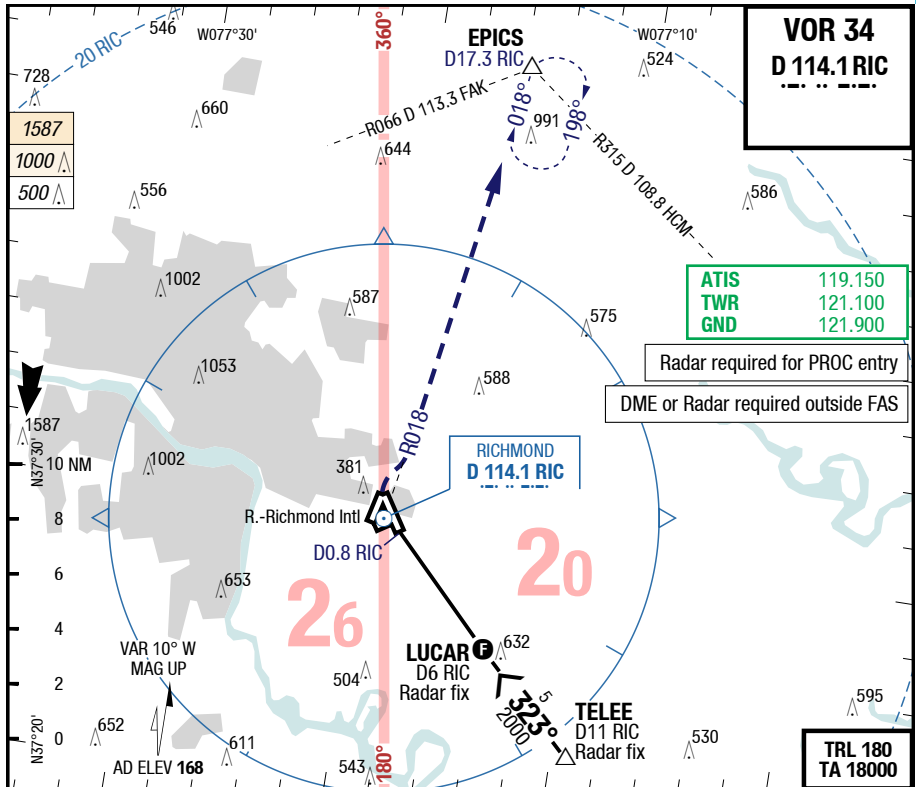 546
W077°30'
360°
EPICS
D17.3 RIC
W077°10'
VOR 34
D 114.1 RIC
20 RIC
524
728
660
R066 D 113.3 FAK
018°
198°
991
1587
1000
500
644
R315 D 108.8 HCM
556
586
1002
587
ATIS 119.150
TWR 121.100
GND 121.900
575
Radar required for PROC entry
1053
588
DME or Radar required outside FAS
1587
R018
N37°30'
10 NM
1002
381
RICHMOND
D 114.1 RIC
R.-Richmond Intl
8
D0.8 RIC
6
653
26
20
4
VAR 10° W
MAG UP
LUCAR
D6 RIC
Radar fix
F
632
504
2
5
323°
2000
TELEE
D11 RIC
Radar fix
595
N37°20'
0
652
611
530
AD ELEV 168
543
180°
TRL 180
TA 18000